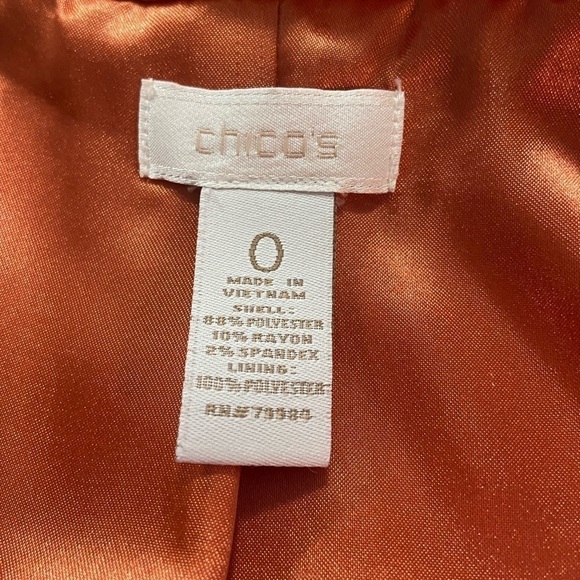 chico's
0
MADE IN
VIETNAM
SHELL:
88% POLYESTER
10% RAYON
2% SPANDEX
LINING:
100% POLYESTER
RN# 79984